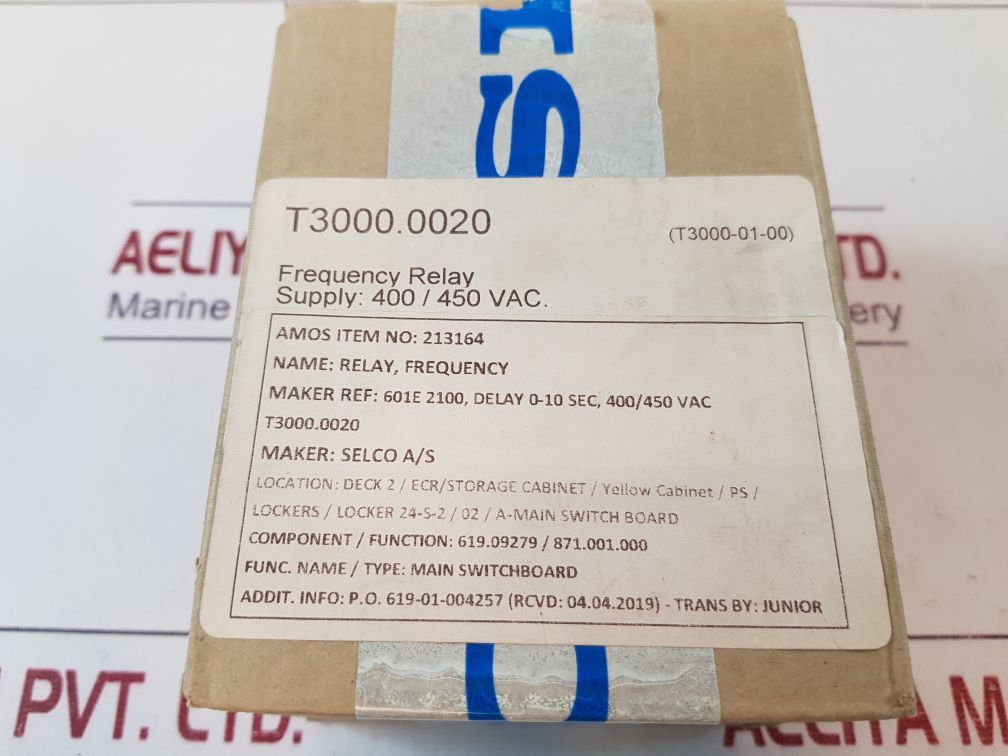 T3000.0020
(T3000-01-00)
Frequency Relay
Supply: 400 / 450 VAC.
AMOS ITEM NO: 213164
NAME: RELAY, FREQUENCY
MAKER REF: 601E 2100, DELAY 0-10 SEC, 400/450 VAC
T3000.0020
MAKER: SELCO A/S
LOCATION: DECK 2 / ECR/STORAGE CABINET / Yellow Cabinet / PS /
LOCKERS / LOCKER 24-S-2 / 02 / A-MAIN SWITCH BOARD
COMPONENT / FUNCTION: 619.09279 / 871.001.000
FUNC. NAME / TYPE: MAIN SWITCHBOARD
ADDIT. INFO: P.O. 619-01-004257 (RCVD: 04.04.2019) - TRANS BY: JUNIOR
Marine
PVT. LTD.